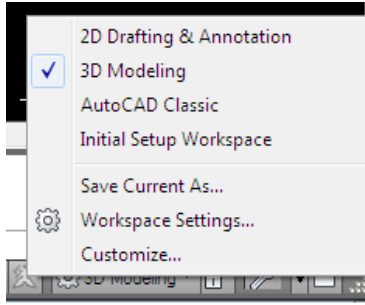 2D Drafting & Annotation
3D Modeling
AutoCAD Classic
Initial Setup Workspace
Save Current As...
Workspace Settings...
Customize...
3D Modeling